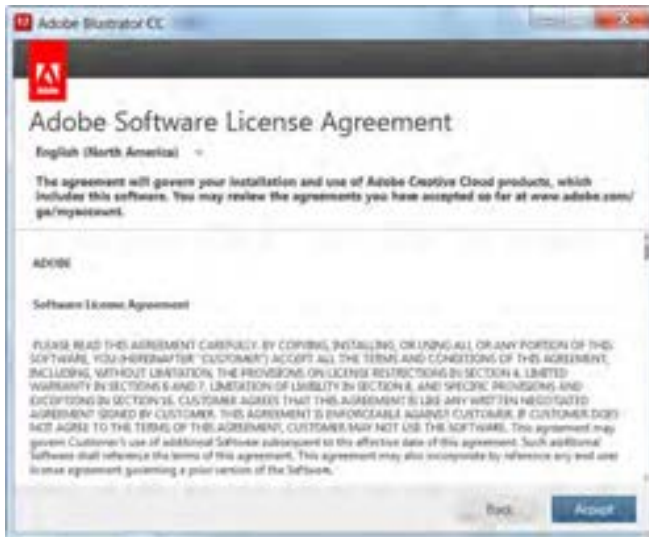 Adobe Illustrator CC
Adobe
Adobe Software License Agreement
English (North America)
The agreement will govern your installation and use of Adobe Creative Cloud products, which
includes this software. You may review the agreements you have accepted so far at www.adobe.com/
go/myaccount.
ADOBE
Software License Agreement
PLEASE READ THIS AGREEMENT CAREFULLY. BY COPYING, INSTALLING, OR USING ALL OR ANY PORTION OF THIS
SOFTWARE, YOU (HEREINAFTER "CUSTOMER") ACCEPT ALL THE TERMS AND CONDITIONS OF THIS AGREEMENT,
INCLUDING, WITHOUT LIMITATION, THE PROVISIONS ON LICENSE RESTRICTIONS IN SECTION 4, LIMITED
WARRANTY IN SECTIONS 6 AND 7, LIMITATION OF LIABILITY IN SECTION 8, AND SPECIFIC PROVISIONS AND
EXCEPTIONS IN SECTION 16. CUSTOMER AGREES THAT THIS AGREEMENT IS LIKE ANY WRITTEN NEGOTIATED
AGREEMENT SIGNED BY CUSTOMER. THIS AGREEMENT IS ENFORCEABLE AGAINST CUSTOMER. IF CUSTOMER DOES
NOT AGREE TO THE TERMS OF THIS AGREEMENT, CUSTOMER MAY NOT USE THE SOFTWARE. This agreement may
govern Customer's use of additional Software subsequent to the effective date of this agreement. Such additional
Software shall reference the terms of this agreement. This agreement may also incorporate by reference any end user
license agreement governing a prior version of the Software.
Back
Accept